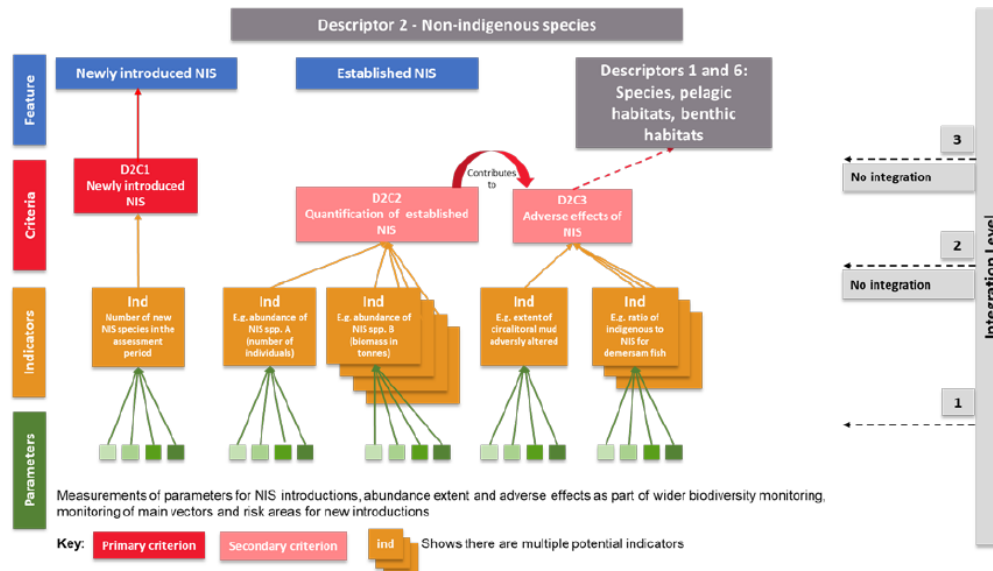 Descriptor 2 - Non-indigenous species
Feature
Newly introduced NIS
Established NIS
Descriptors 1 and 6:
Species, pelagic
habitats, benthic
habitats
Criteria
D2C1
Newly introduced
NIS
D2C2
Quantification of established
NIS
Contributes
to
D2C3
Adverse effects of
NIS
3
No integration
2
No integration
1
Integration Level
Indicators
Ind
Number of new
NIS species in the
assessment
period
Ind
E.g. abundance of
NIS spp. A
(number of
individuals)
Ind
E.g. abundance
of NIS spp. B
(biomass in
tonnes)
Ind
E.g. extent of
circalitoral mud
adversly altered
Ind
E.g. ratio of
indigenous to
NIS for
demersam fish
Parameters
Measurements of parameters for NIS introductions, abundance extent and adverse effects as part of wider biodiversity monitoring,
monitoring of main vectors and risk areas for new introductions
Key:
Primary criterion
Secondary criterion
ind
Shows there are multiple potential indicators